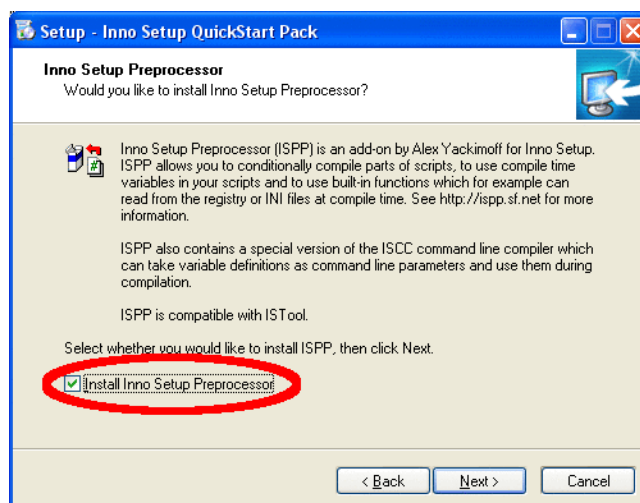 Setup - Inno Setup QuickStart Pack
Inno Setup Preprocessor
Would you like to install Inno Setup Preprocessor?
Inno Setup Preprocessor (ISPP) is an add-on by Alex Yackimoff for Inno Setup.
ISPP allows you to conditionally compile parts of scripts, to use compile time
variables in your scripts and to use built-in functions which for example can
read from the registry or INI files at compile time. See http://ispp.sf.net for more
information.
ISPP also contains a special version of the ISCC command line compiler which
can take variable definitions as command line parameters and use them during
compilation.
ISPP is compatible with ISTool.
Select whether you would like to install ISPP, then click Next.
Install Inno Setup Preprocessor
< Back Next > Cancel